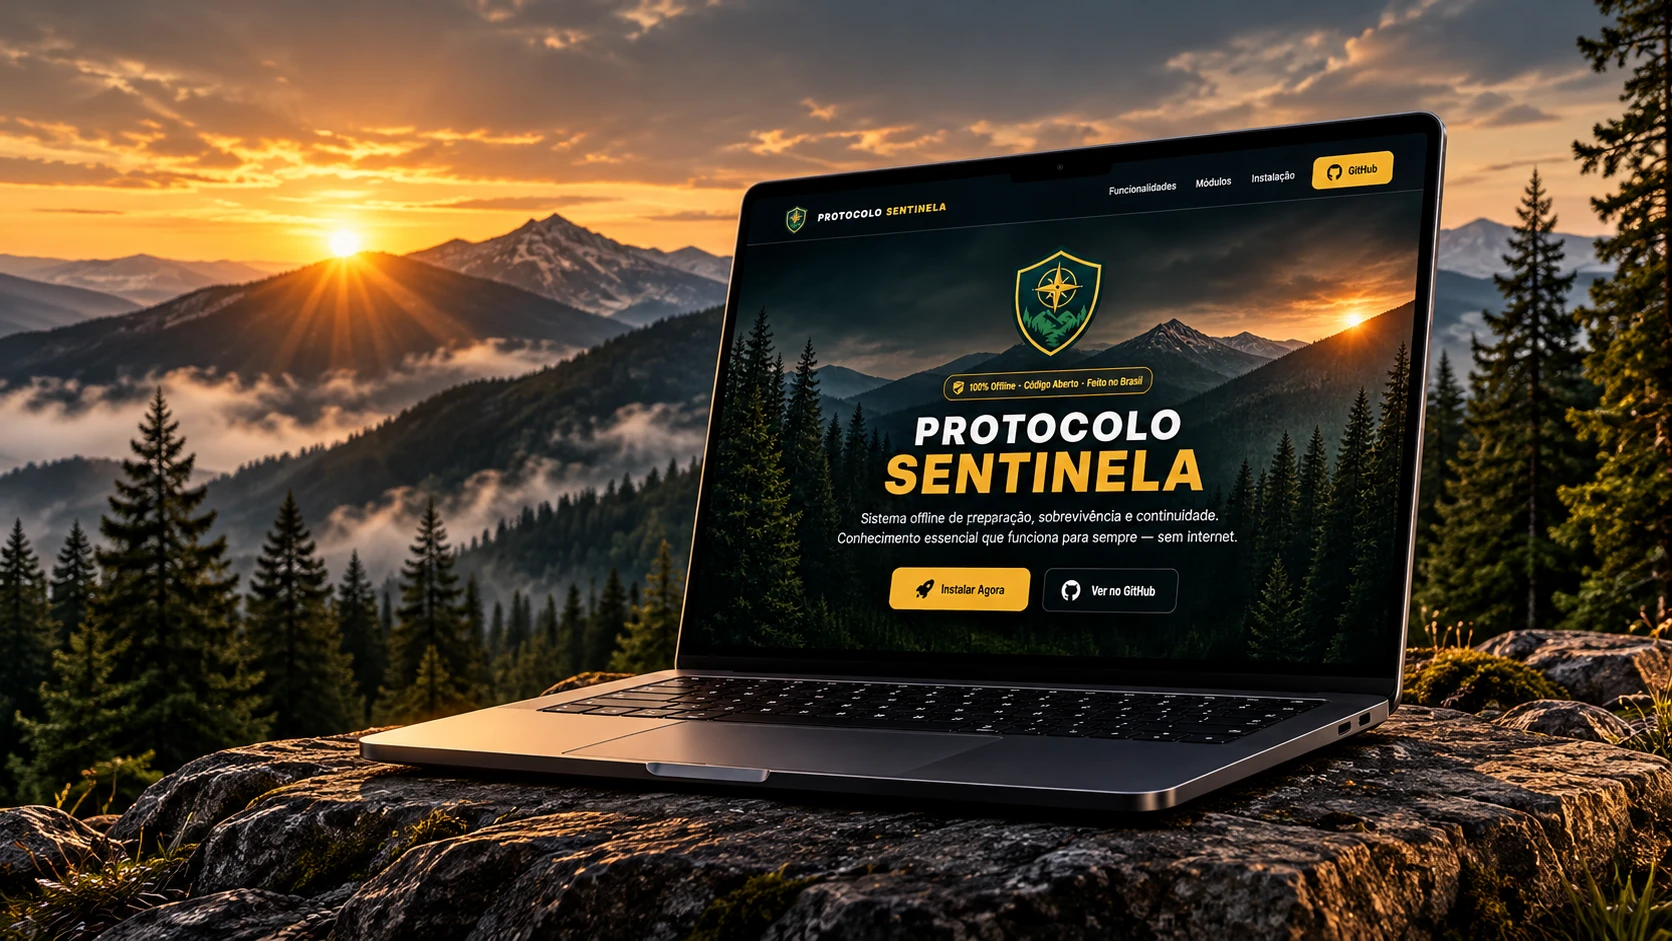 PROTOCOLO SENTINELA
Funcionalidades
Módulos
Instalação
GitHub
100% Offline · Código Aberto · Feito no Brasil
PROTOCOLO
SENTINELA
Sistema offline de preparação, sobrevivência e continuidade.
Conhecimento essencial que funciona para sempre — sem internet.
Instalar Agora
Ver no GitHub